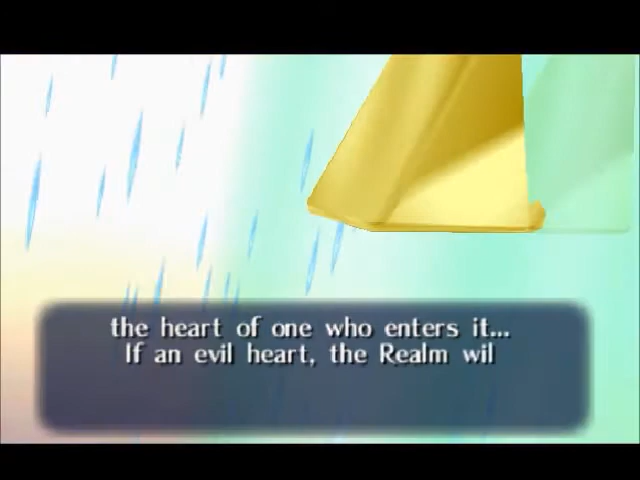 the heart of one who enters it...
If an evil heart, the Realm wil